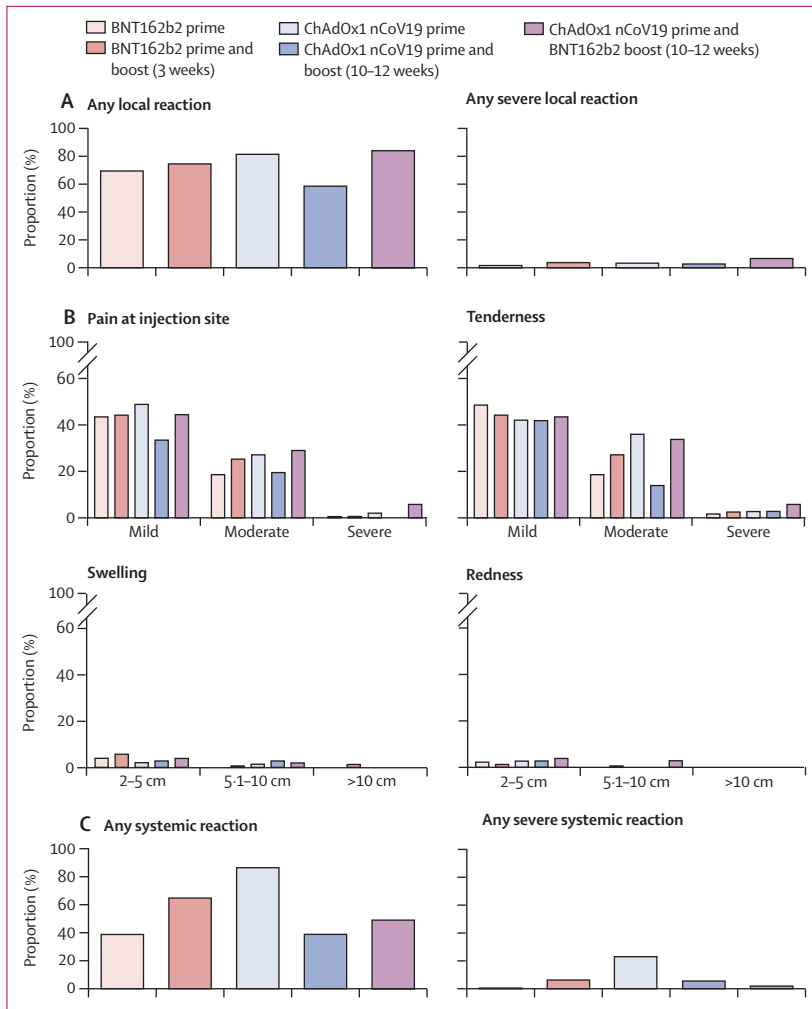 BNT162b2 prime
BNT162b2 prime and
boost (3 weeks)
ChAdOx1 nCoV19 prime
ChAdOx1 nCoV19 prime and
boost (10–12 weeks)
ChAdOx1 nCoV19 prime and
BNT162b2 boost (10–12 weeks)
A Any local reaction
Any severe local reaction
Proportion (%)
100
80
60
40
20
0
B Pain at injection site
Tenderness
Proportion (%)
100
60
40
20
0
Mild Moderate Severe
Mild Moderate Severe
Swelling
Redness
Proportion (%)
100
60
40
20
0
2–5 cm 5·1–10 cm >10 cm
2–5 cm 5·1–10 cm >10 cm
C Any systemic reaction
Any severe systemic reaction
Proportion (%)
100
80
60
40
20
0